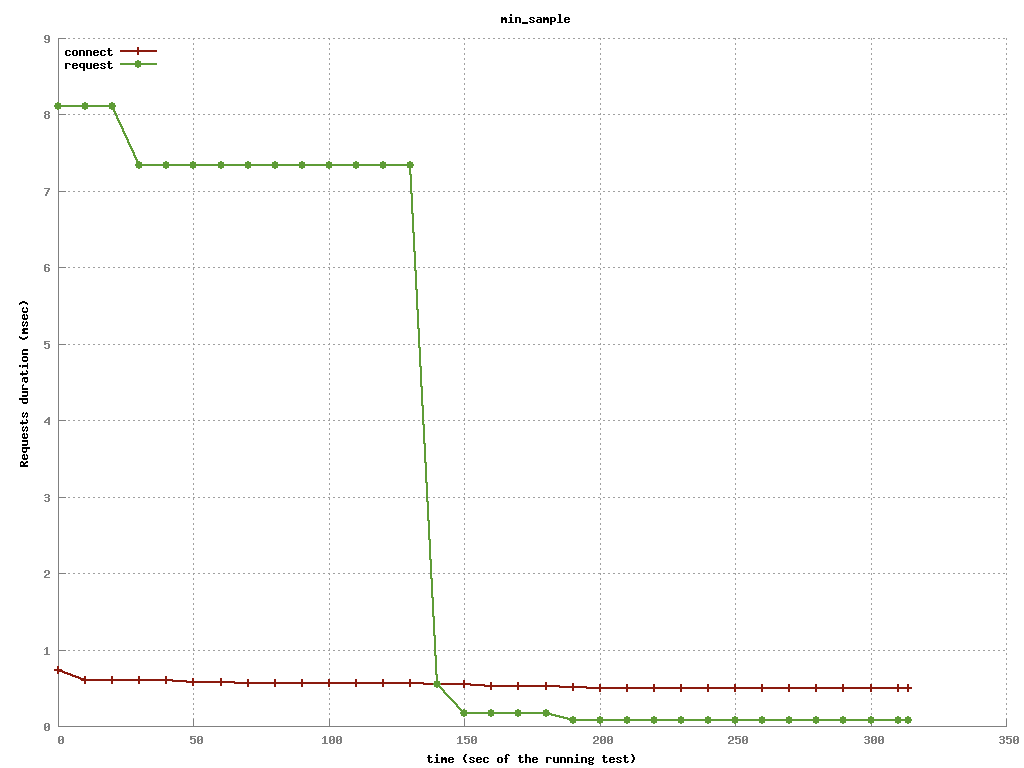 min_sample
connect
request
9
8
7
6
5
4
3
2
1
0
Requests duration (msec)
0 50 100 150 200 250 300 350
time (sec of the running test)